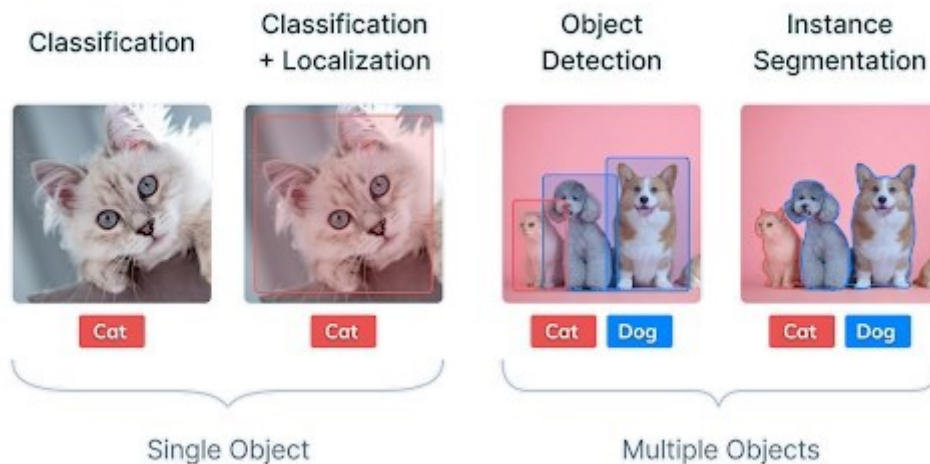 Classification
Classification
+ Localization
Object
Detection
Instance
Segmentation
Cat
Cat
Cat Dog
Cat Dog
Single Object
Multiple Objects